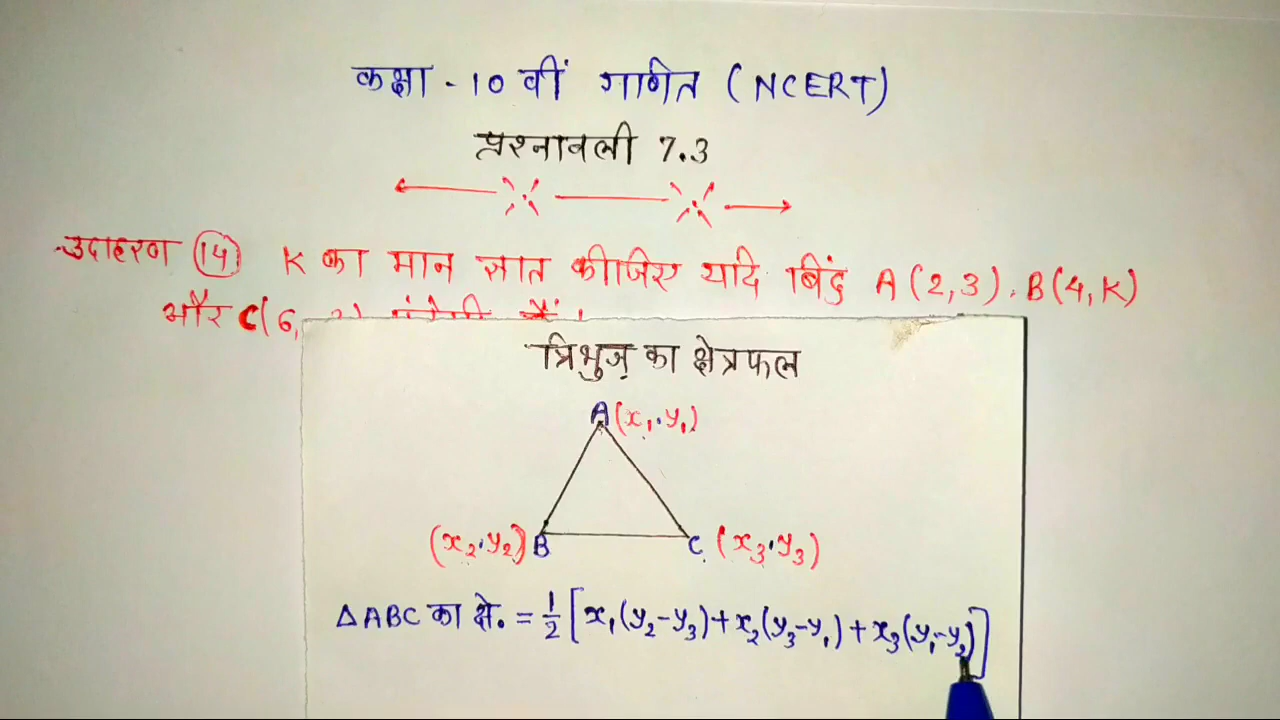 कक्षा - 10 वीं गणित (NCERT)
प्रश्नावली 7.3
उदाहरण (14) K का मान ज्ञात कीजिए यदि बिंदु A(2,3), B(4,K)
और C(6,
त्रिभुज का क्षेत्रफल
A(x₁,y₁)
(x₂,y₂) B C (x₃,y₃)
△ABC का क्षे. = 1/2 [x₁(y₂-y₃)+x₂(y₃-y₁)+x₃(y₁-y₂)]